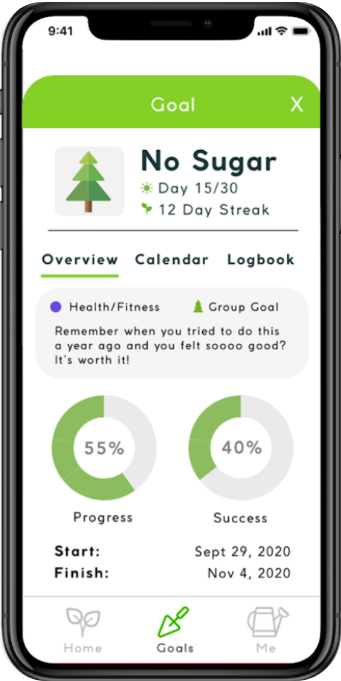 9:41
Goal X
No Sugar
Day 15/30
12 Day Streak
Overview Calendar Logbook
Health/Fitness Group Goal
Remember when you tried to do this
a year ago and you felt soooo good?
It's worth it!
55% 40%
Progress Success
Start: Sept 29, 2020
Finish: Nov 4, 2020
Home Goals Me